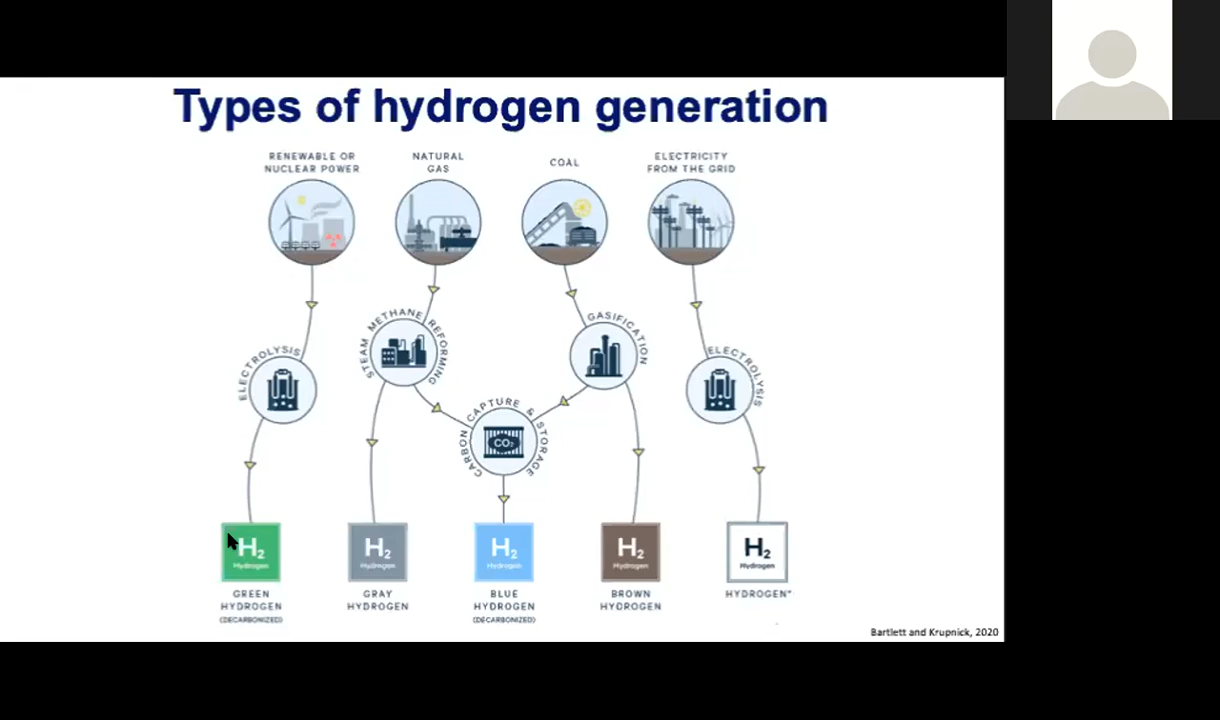 Types of hydrogen generation
RENEWABLE OR
NUCLEAR POWER
NATURAL
GAS
COAL
ELECTRICITY
FROM THE GRID
ELECTROLYSIS
STEAM METHANE REFORMING
GASIFICATION
ELECTROLYSIS
CARBON CAPTURE & STORAGE
CO₂
H₂
Hydrogen
GREEN
HYDROGEN
(DECARBONIZED)
H₂
Hydrogen
GRAY
HYDROGEN
H₂
Hydrogen
BLUE
HYDROGEN
(DECARBONIZED)
H₂
Hydrogen
BROWN
HYDROGEN
H₂
Hydrogen
HYDROGEN*
Bartlett and Krupnick, 2020